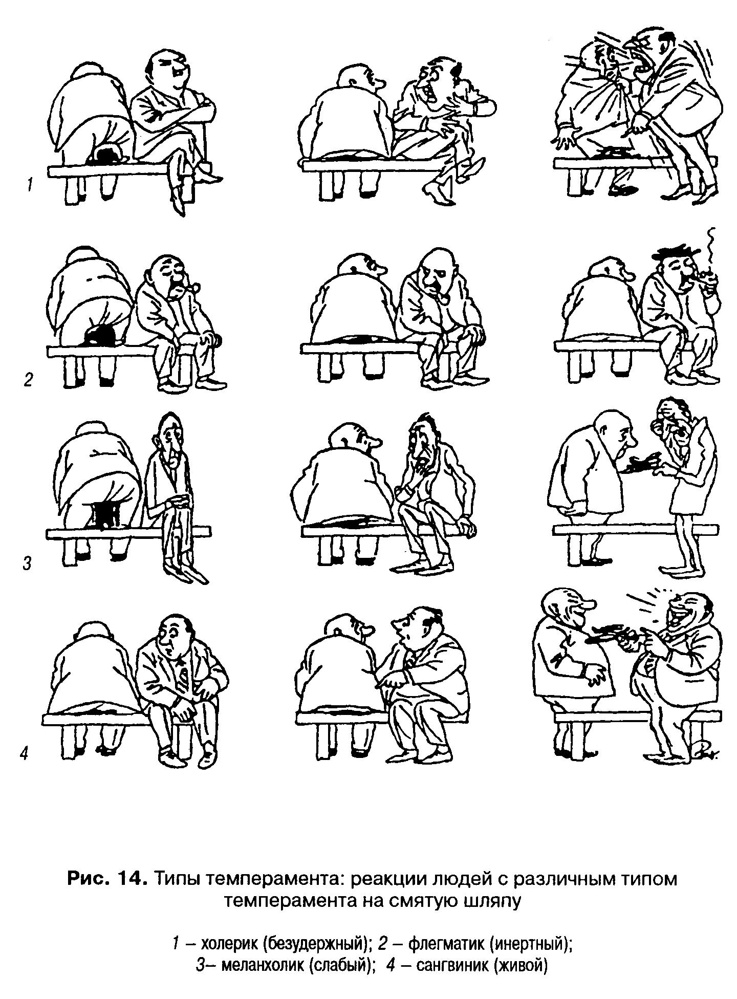 1
2
3
4
Рис. 14. Типы темперамента: реакции людей с различным типом
темперамента на смятую шляпу
1 – холерик (безудержный); 2 – флегматик (инертный);
3– меланхолик (слабый); 4 – сангвиник (живой)